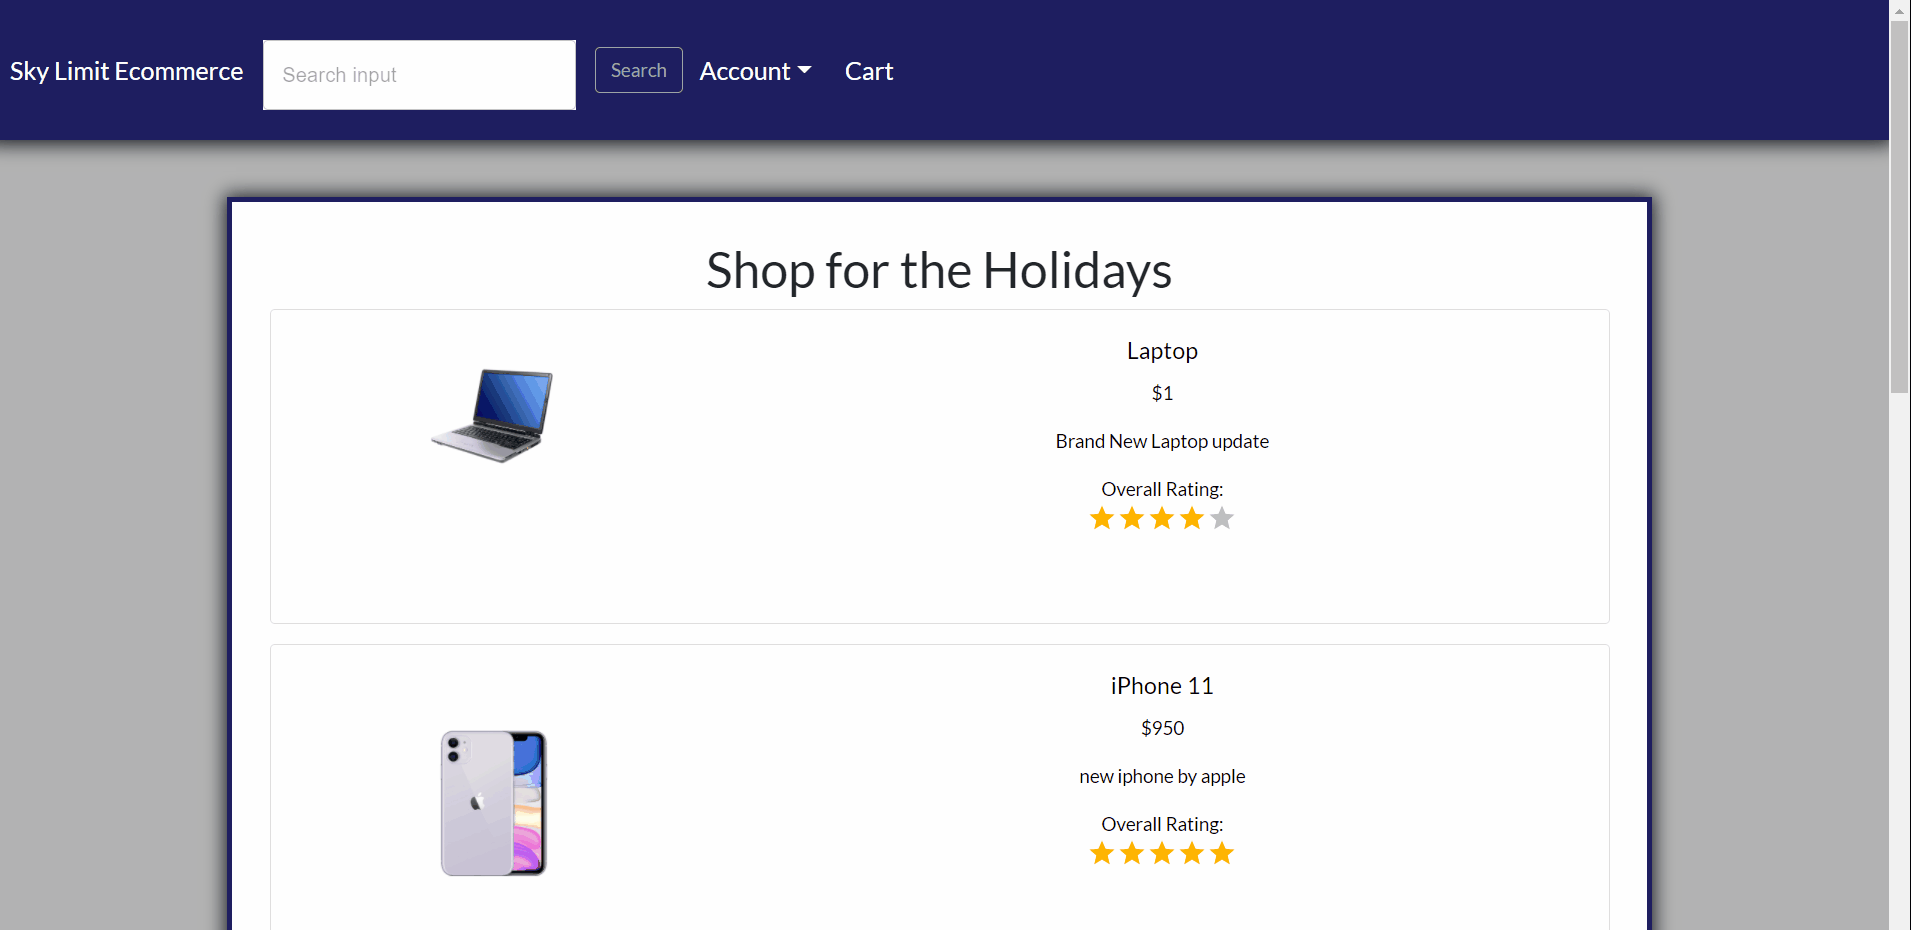 Sky Limit Ecommerce
Search input
Search
Account
Cart
Shop for the Holidays
Laptop
$1
Brand New Laptop update
Overall Rating:
iPhone 11
$950
new iphone by apple
Overall Rating: